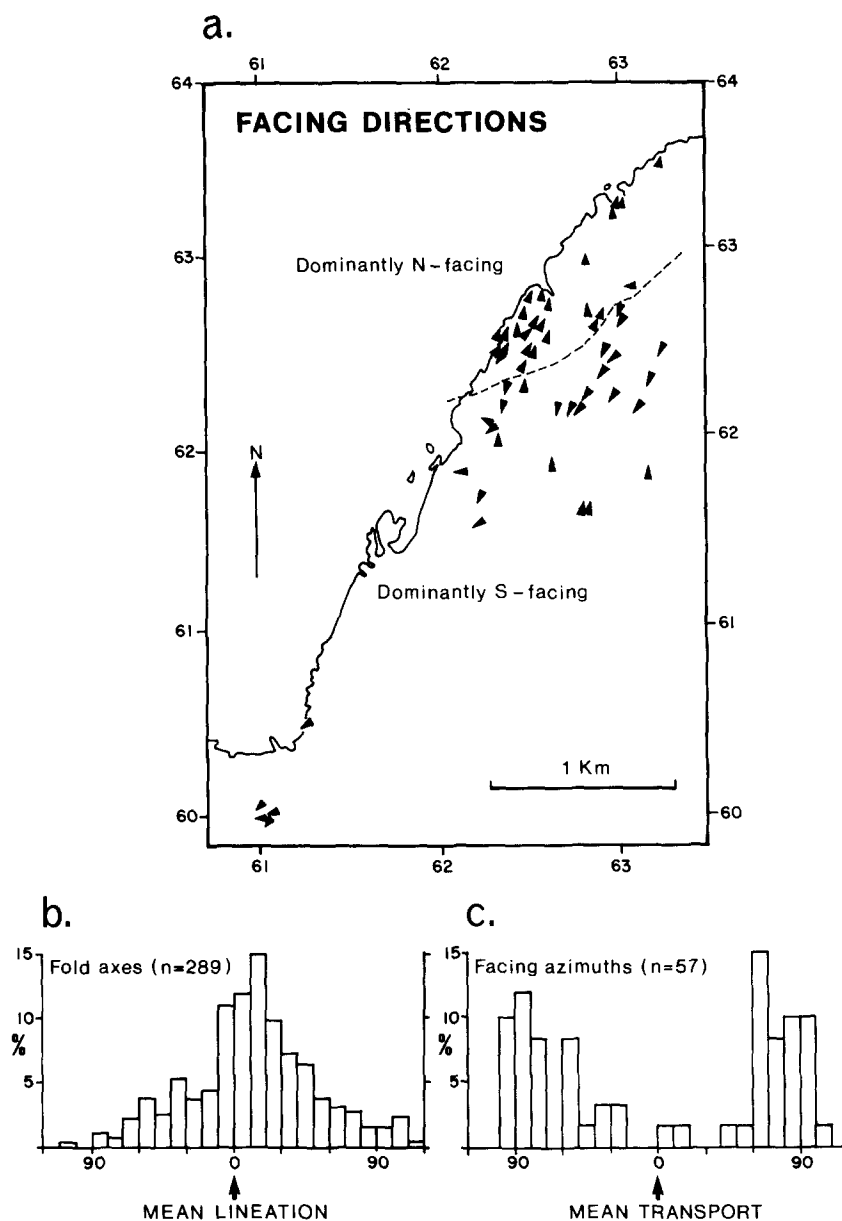 a.
61 62 63
64 64
FACING DIRECTIONS
Dominantly N-facing
63 63
N
62 62
Dominantly S-facing
61 61
1 Km
60 60
61 62 63
b. c.
15 15
Fold axes (n=289) Facing azimuths (n=57)
10 10
% %
5 5
90 0 90 90 0 90
MEAN LINEATION MEAN TRANSPORT